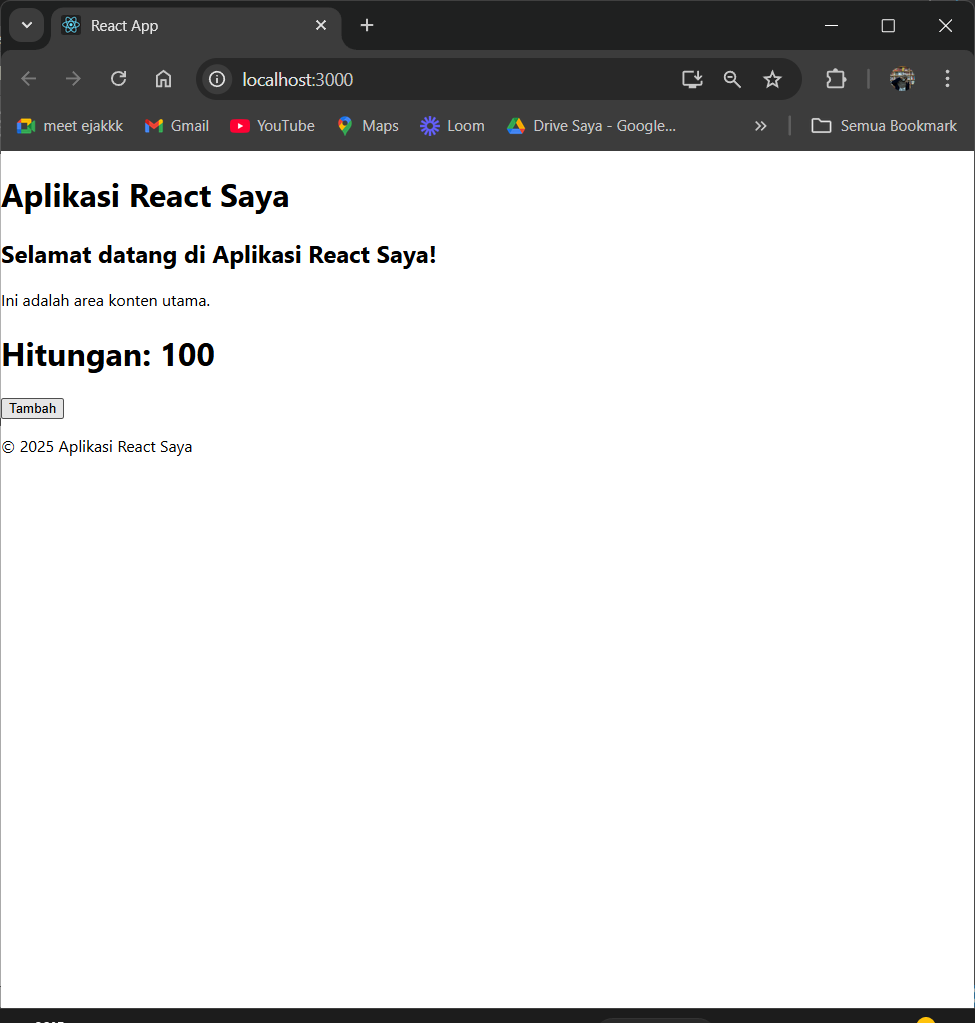 React App
localhost:3000
meet ejakkk Gmail YouTube Maps Loom Drive Saya - Google... Semua Bookmark
Aplikasi React Saya
Selamat datang di Aplikasi React Saya!
Ini adalah area konten utama.
Hitungan: 100
Tambah
© 2025 Aplikasi React Saya